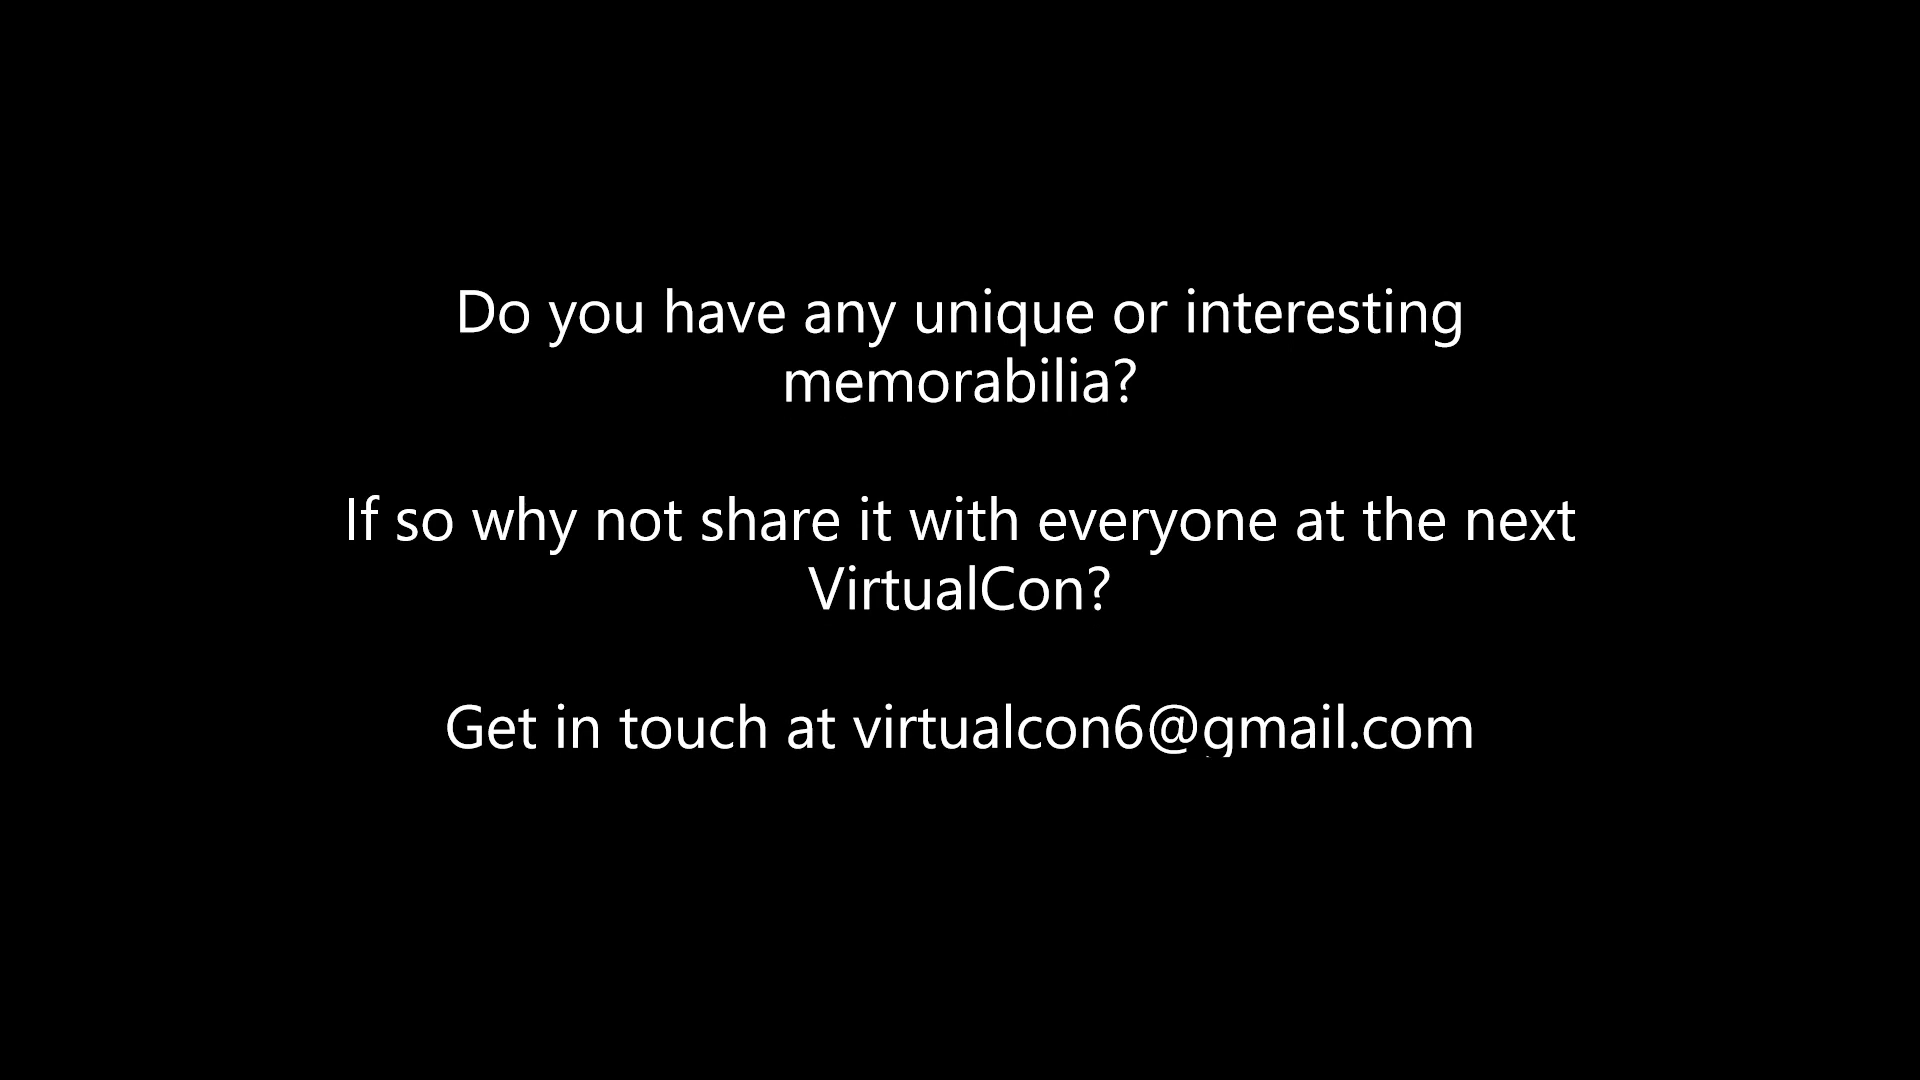 Do you have any unique or interesting
memorabilia?
If so why not share it with everyone at the next
VirtualCon?
Get in touch at virtualcon6@gmail.com